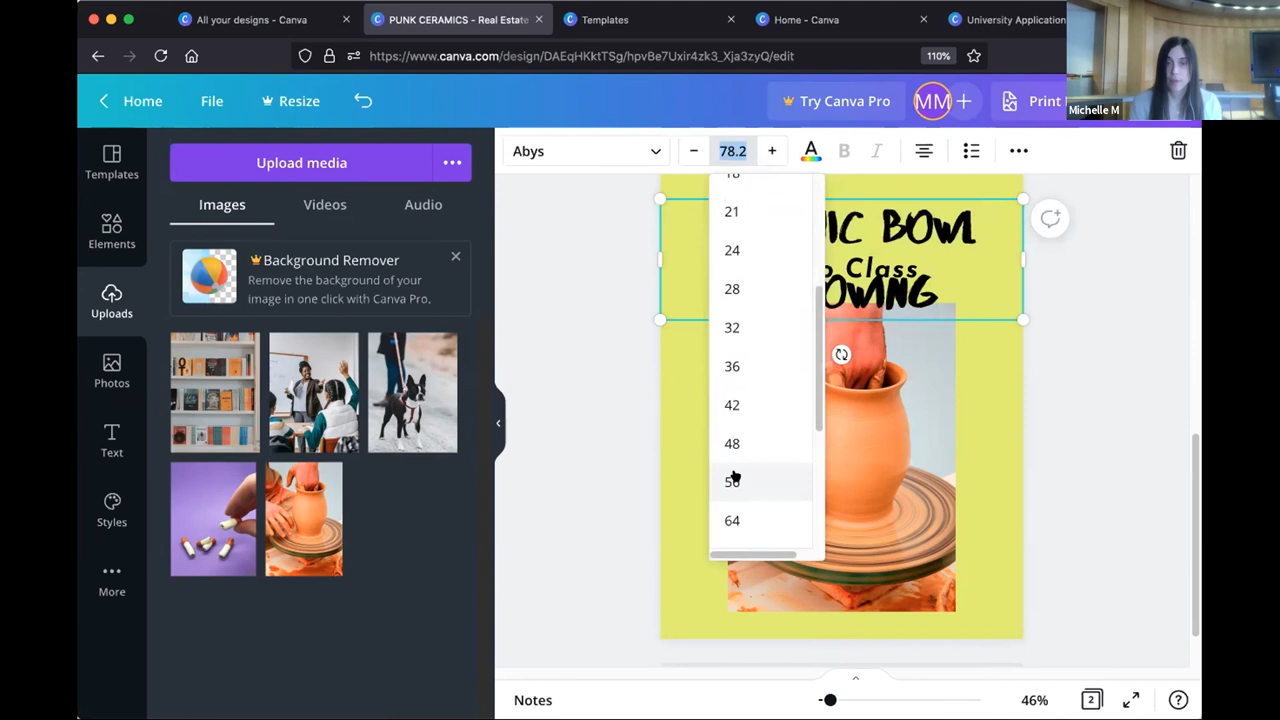 All your designs - Canva
PUNK CERAMICS - Real Estate
Templates
Home - Canva
University Application
https://www.canva.com/design/DAEqHKktTSg/hpvBe7Uxir4zk3_Xja3zyQ/edit
110%
Michelle M
Home
File
Resize
Try Canva Pro
MM
Print
Templates
Elements
Uploads
Photos
Text
Styles
More
Upload media
Images
Videos
Audio
Background Remover
Remove the background of your
image in one click with Canva Pro.
Abys
78.2
A
B
I
18
21
24
28
32
36
42
48
56
64
IC BOWL
o Class
OWING
Notes
46%
2